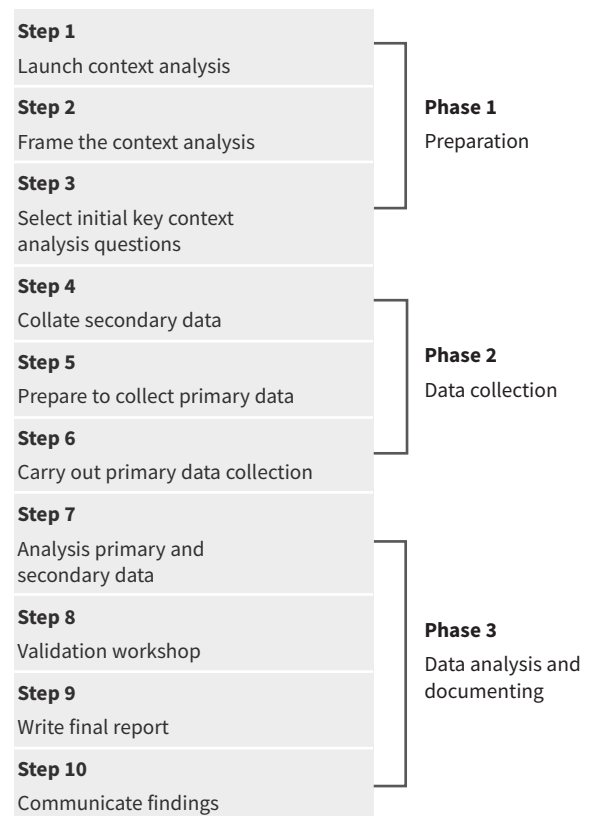 Step 1
Launch context analysis
Step 2
Frame the context analysis
Step 3
Select initial key context
analysis questions
Phase 1
Preparation
Step 4
Collate secondary data
Step 5
Prepare to collect primary data
Step 6
Carry out primary data collection
Phase 2
Data collection
Step 7
Analysis primary and
secondary data
Step 8
Validation workshop
Step 9
Write final report
Step 10
Communicate findings
Phase 3
Data analysis and
documenting